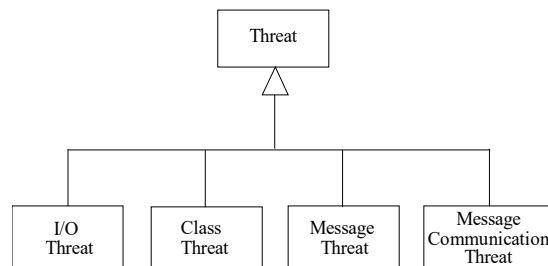 Threat
I/O
Threat
Class
Threat
Message
Threat
Message
Communication
Threat